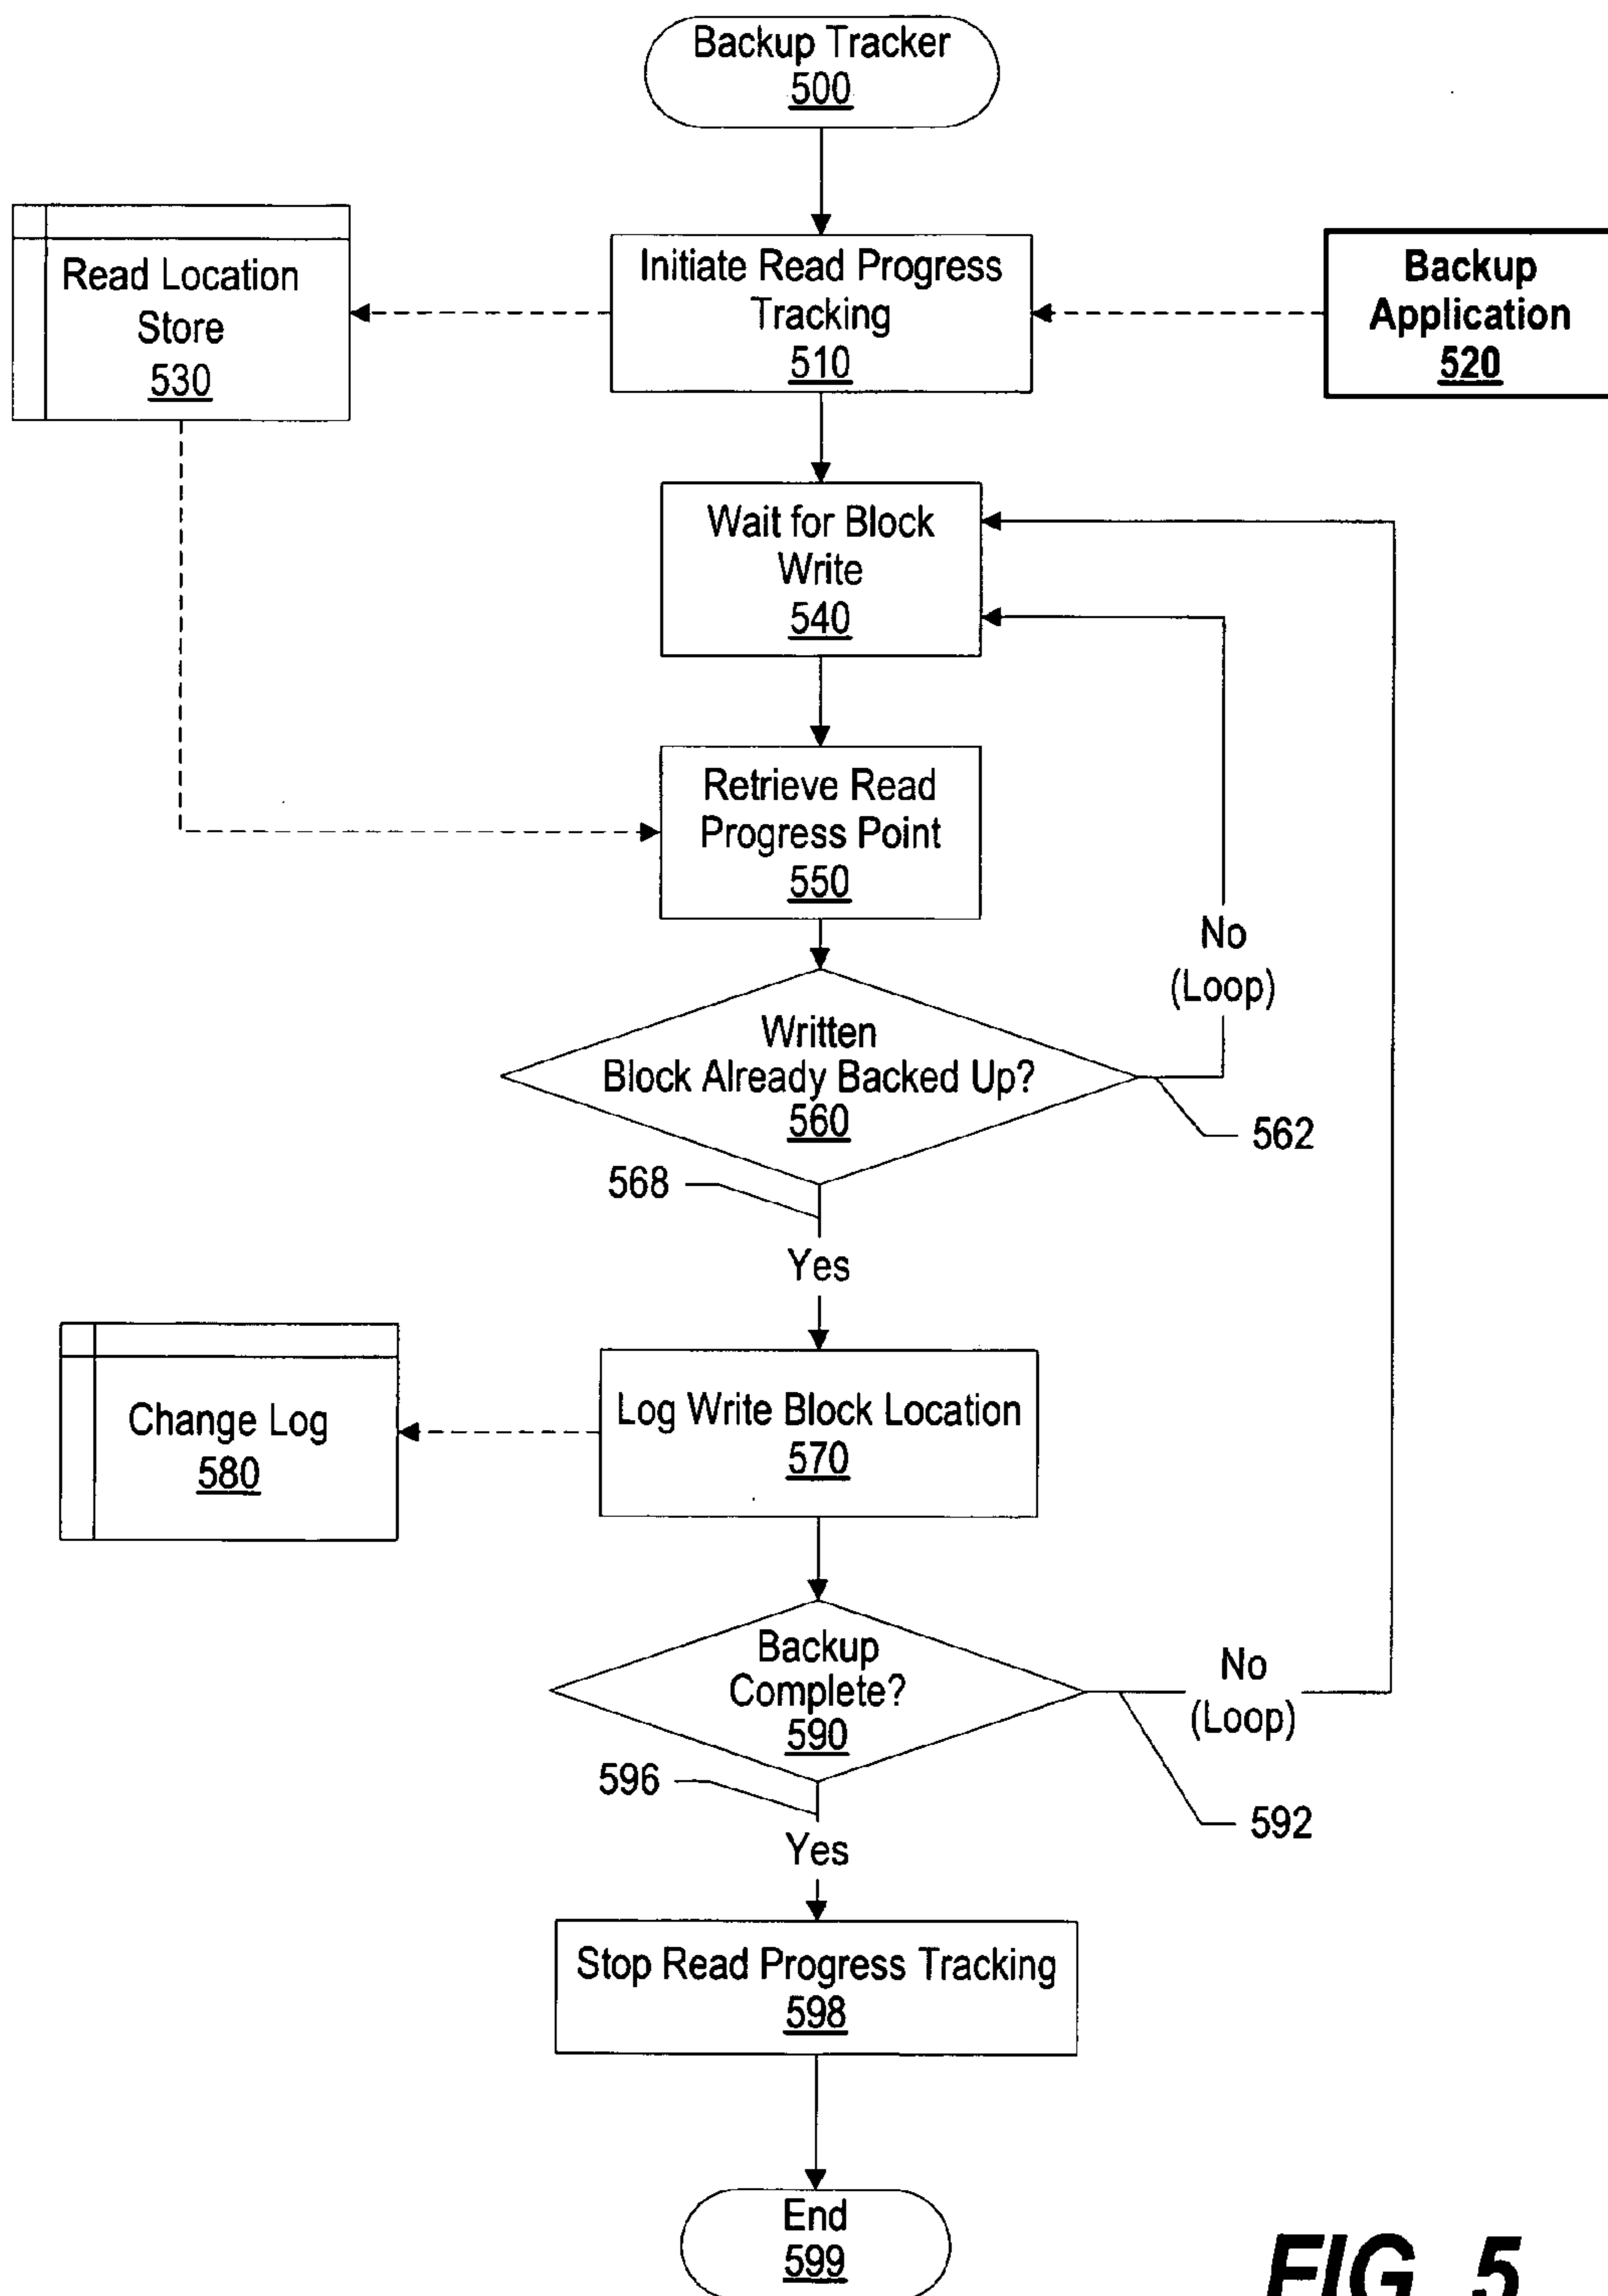 Backup Tracker
500
Read Location
Store
530
Initiate Read Progress
Tracking
510
Backup
Application
520
Wait for Block
Write
540
Retrieve Read
Progress Point
550
No
(Loop)
Written
Block Already Backed Up?
560
562
568
Yes
Change Log
580
Log Write Block Location
570
Backup
Complete?
590
No
(Loop)
596
592
Yes
Stop Read Progress Tracking
598
End
599
FIG. 5